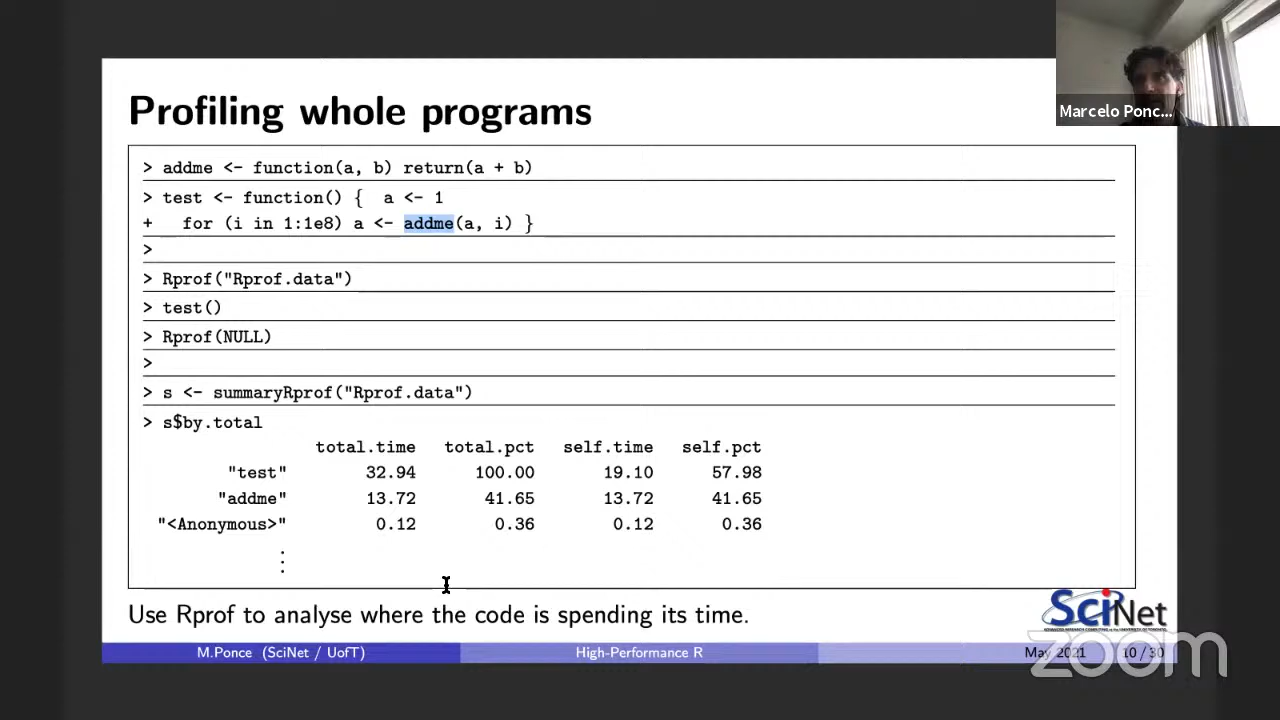 Marcelo Ponc...
Profiling whole programs
> addme <- function(a, b) return(a + b)
> test <- function() { a <- 1
+ for (i in 1:1e8) a <- addme(a, i) }
>
> Rprof("Rprof.data")
> test()
> Rprof(NULL)
>
> s <- summaryRprof("Rprof.data")
> s$by.total
total.time total.pct self.time self.pct
"test" 32.94 100.00 19.10 57.98
"addme" 13.72 41.65 13.72 41.65
"<Anonymous>" 0.12 0.36 0.12 0.36
⋮
Use Rprof to analyse where the code is spending its time.
SciNet
M.Ponce (SciNet / UofT) High-Performance R May 2021 10 / 30
zoom